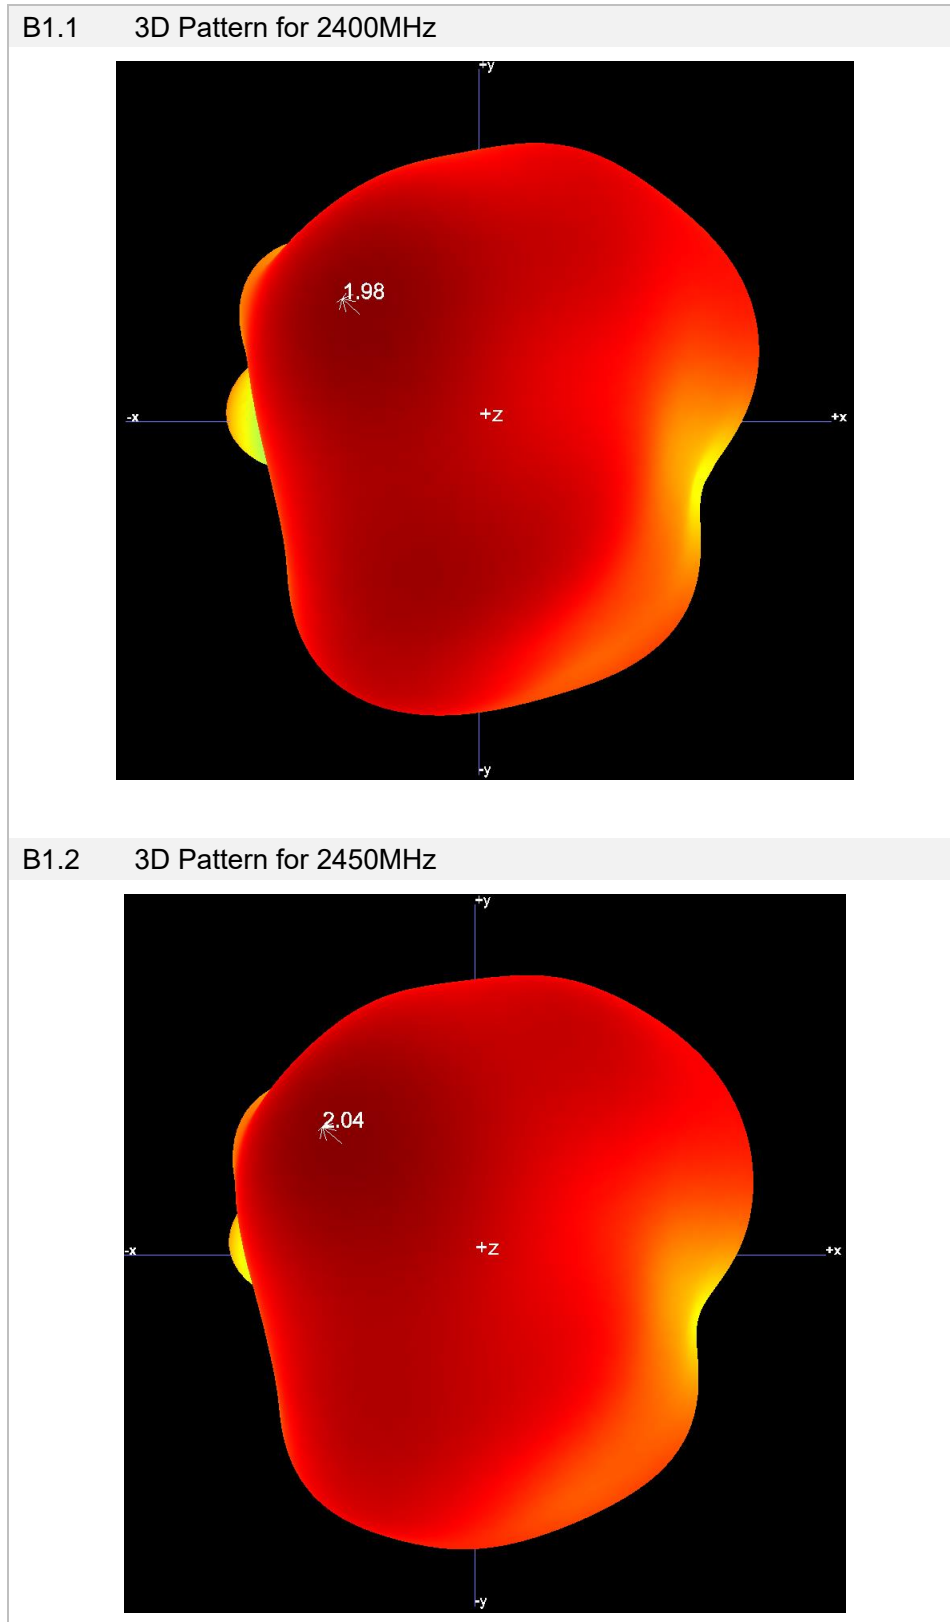 B1.1 3D Pattern for 2400MHz
+y
1.98
-x
+z
+x
-y
B1.2 3D Pattern for 2450MHz
+y
2.04
-x
+z
+x
-y